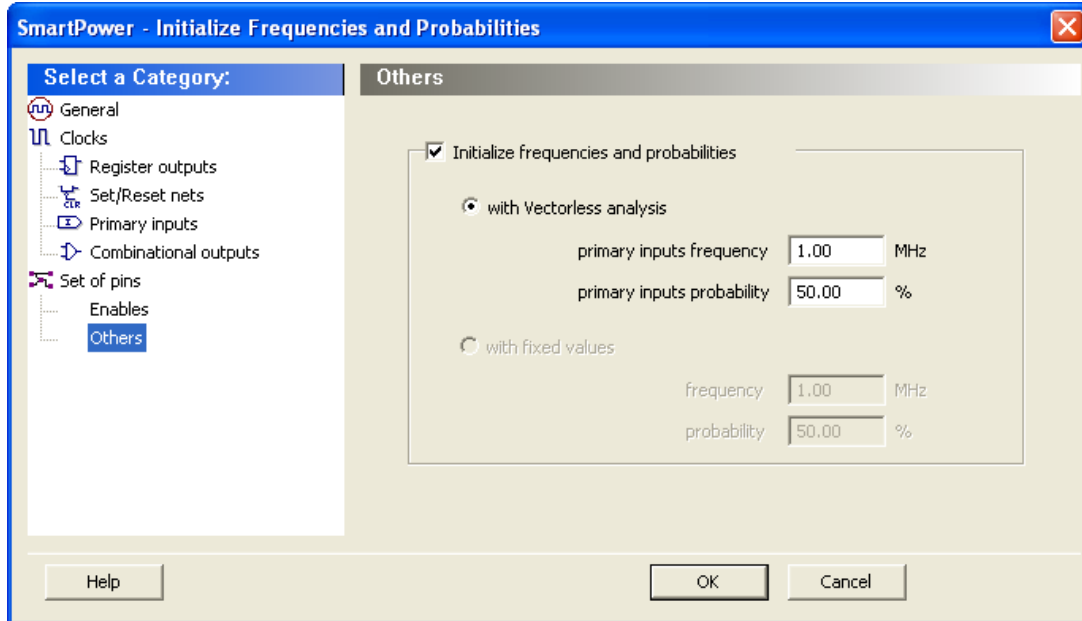 SmartPower - Initialize Frequencies and Probabilities
Select a Category:
General
Clocks
Register outputs
CLR
Set/Reset nets
Primary inputs
Combinational outputs
Set of pins
Enables
Others
Others
Initialize frequencies and probabilities
with Vectorless analysis
primary inputs frequency 1.00 MHz
primary inputs probability 50.00 %
with fixed values
frequency 1.00 MHz
probability 50.00 %
Help
OK
Cancel